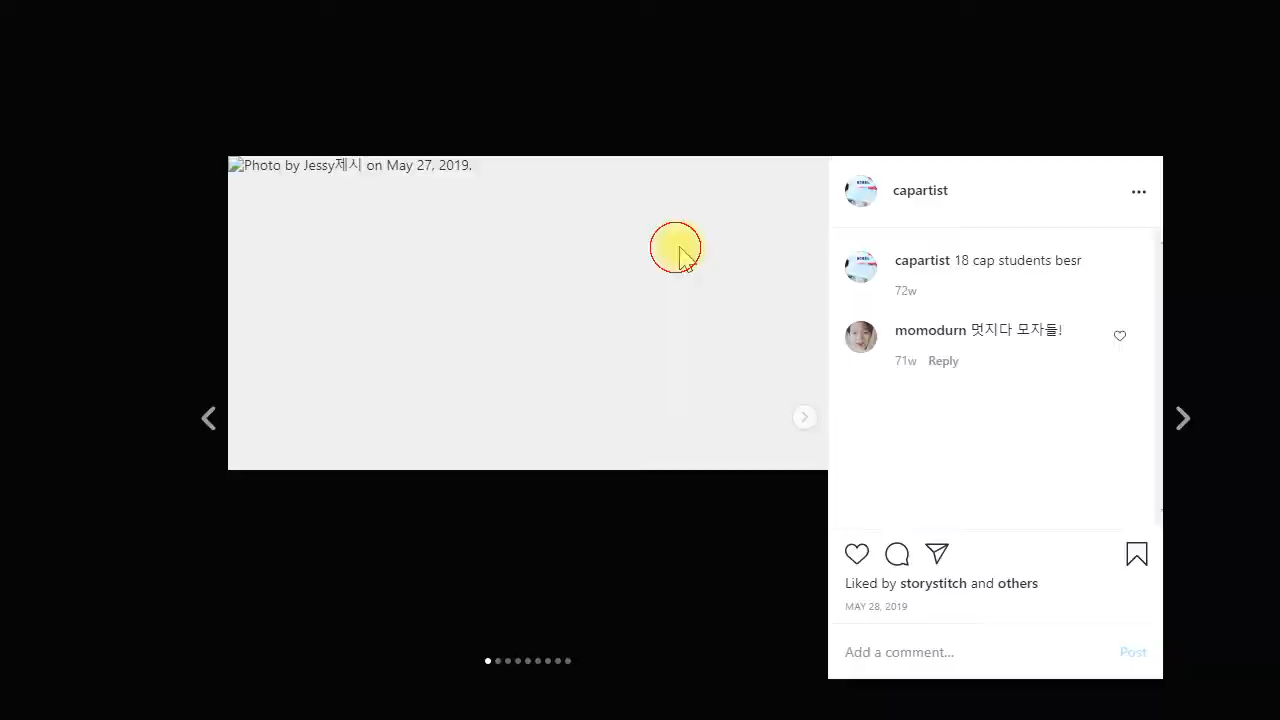 Photo by Jessy제시 on May 27, 2019.
capartist
capartist 18 cap students besr
72w
momodurn 멋지다 모자들!
71w Reply
Liked by storystitch and others
MAY 28, 2019
Add a comment... Post